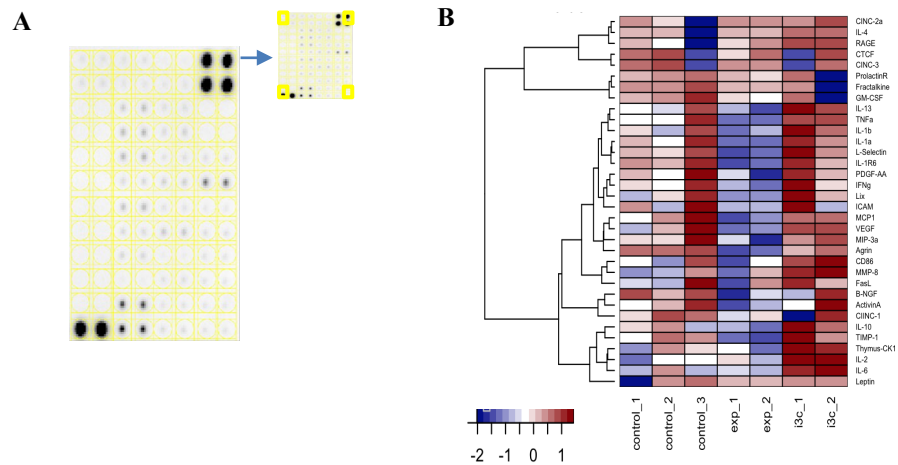 A
B
CINC-2a
IL-4
RAGE
CTCF
CINC-3
ProlactinR
Fractalkine
GM-CSF
IL-13
TNFa
IL-1b
IL-1a
L-Selectin
IL-1R6
PDGF-AA
IFNg
Lix
ICAM
MCP1
VEGF
MIP-3a
Agrin
CD86
MMP-8
FasL
B-NGF
ActivinA
CIINC-1
IL-10
TIMP-1
Thymus-CK1
IL-2
IL-6
Leptin
control_1
control_2
control_3
exp_1
exp_2
i3c_1
i3c_2
-2 -1 0 1